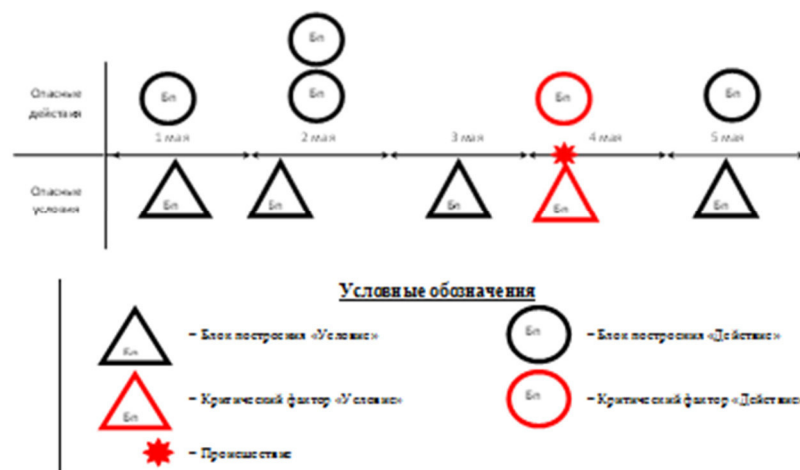 Бп
Бп
Бп
Бп
Бп
Опасные
действия
1 мая
2 мая
3 мая
4 мая
5 мая
Опасные
условия
Бп
Бп
Бп
Бп
Бп
Условные обозначения
Бп
– Блок построения «Условие»
Бп
– Блок построения «Действие»
Бп
– Критический фактор «Условие»
Бп
– Критический фактор «Действие»
– Происшествие